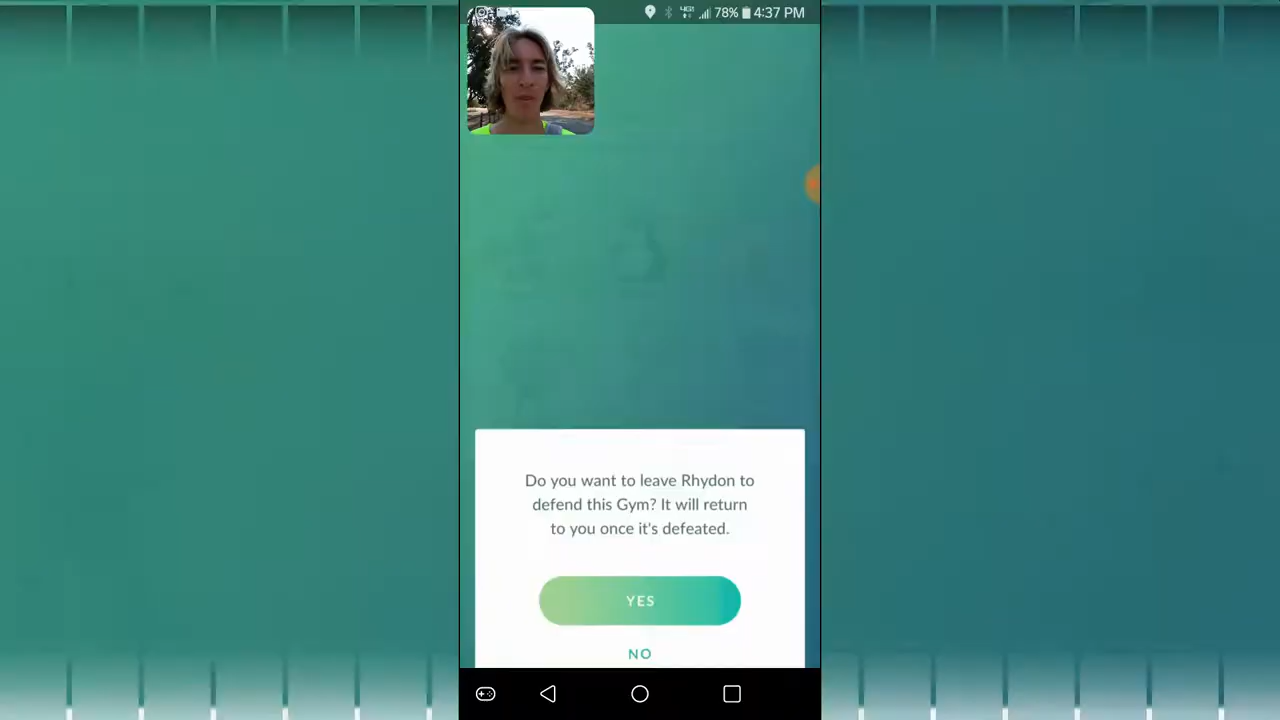 4G
78% 4:37 PM
Do you want to leave Rhydon to
defend this Gym? It will return
to you once it's defeated.
YES
NO